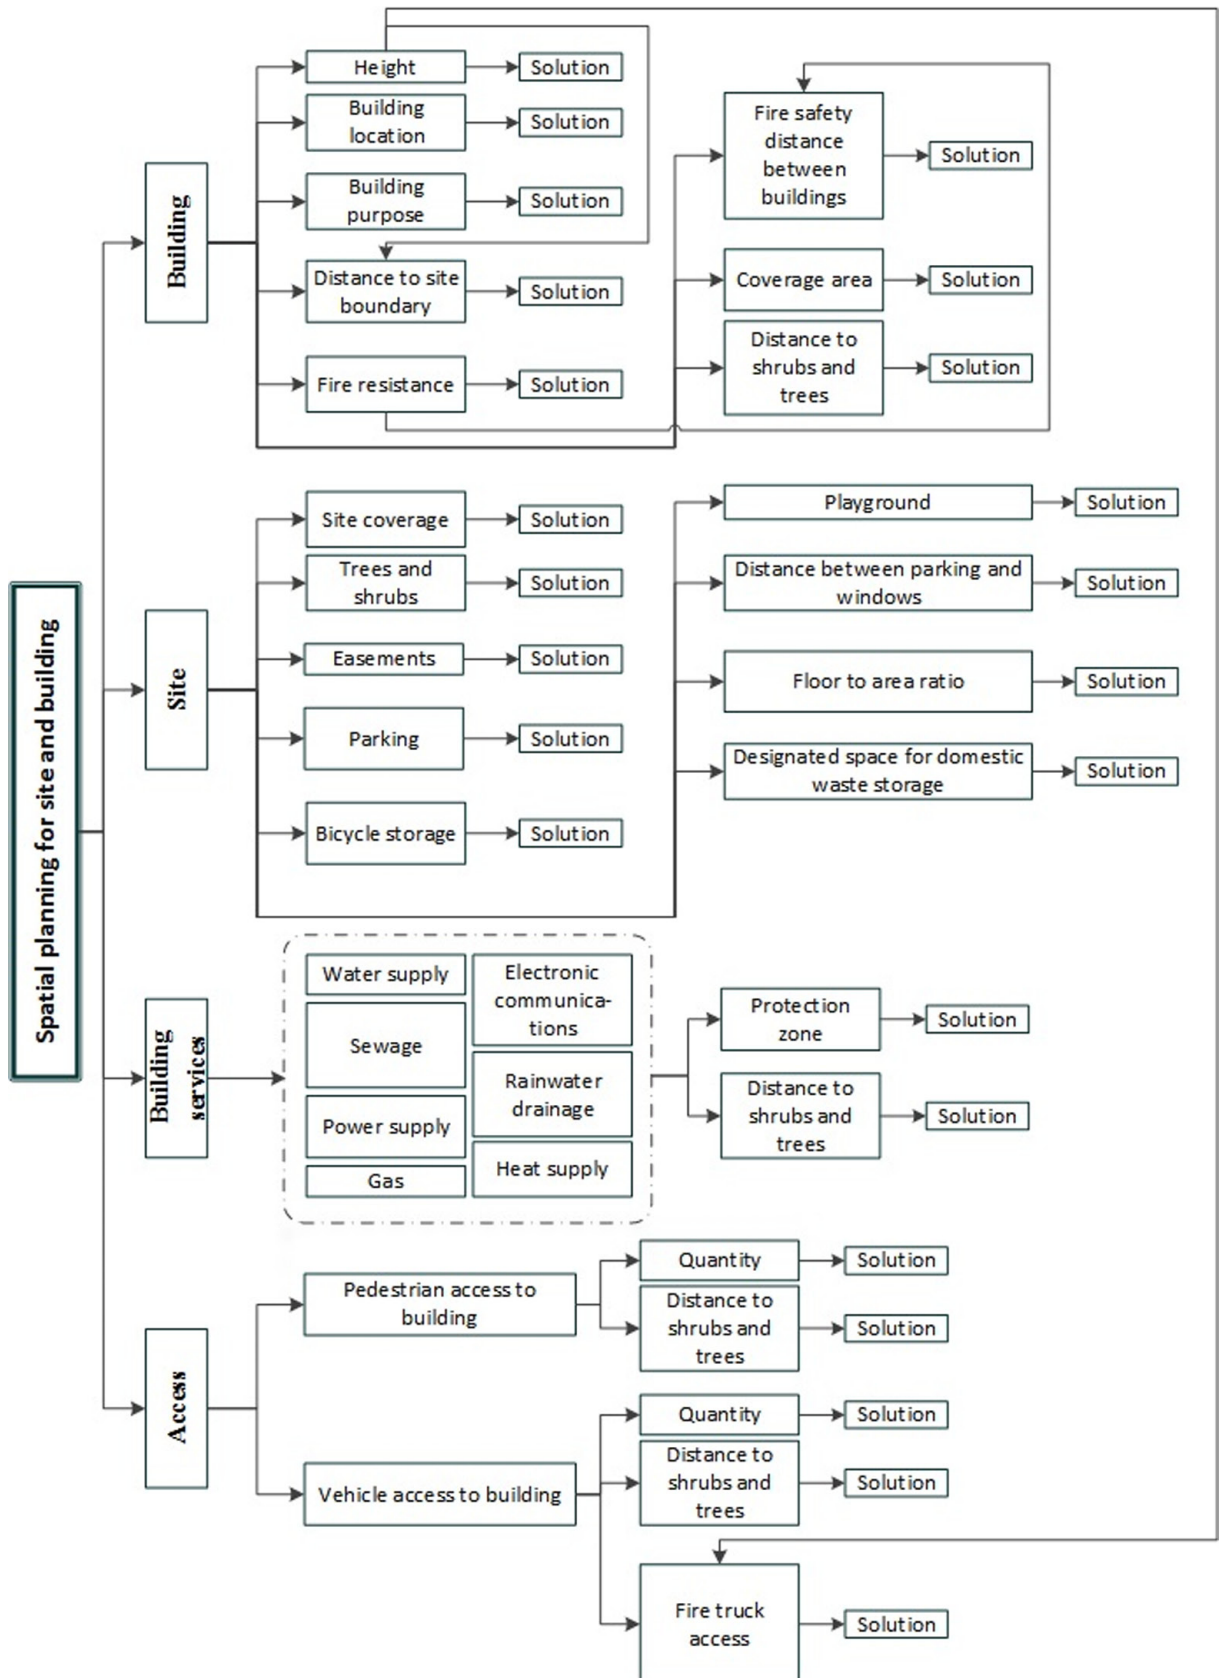 Spatial planning for site and building
Building
Height
Solution
Building
location
Solution
Building
purpose
Solution
Distance to site
boundary
Solution
Fire resistance
Solution
Fire safety
distance
between
buildings
Solution
Coverage area
Solution
Distance to
shrubs and
trees
Solution
Site
Site coverage
Solution
Trees and
shrubs
Solution
Easements
Solution
Parking
Solution
Bicycle storage
Solution
Playground
Solution
Distance between parking and
windows
Solution
Floor to area ratio
Solution
Designated space for domestic
waste storage
Solution
Building
services
Water supply
Sewage
Power supply
Gas
Electronic
communica-
tions
Rainwater
drainage
Heat supply
Protection
zone
Solution
Distance to
shrubs and
trees
Solution
Access
Pedestrian access to
building
Quantity
Solution
Distance to
shrubs and
trees
Solution
Vehicle access to building
Quantity
Solution
Distance to
shrubs and
trees
Solution
Fire truck
access
Solution